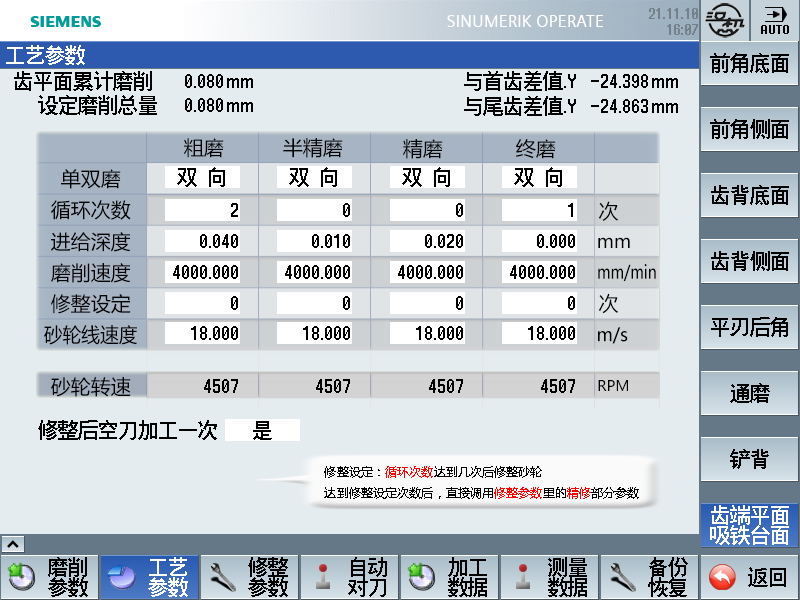 SIEMENS
SINUMERIK OPERATE
21.11.10
16:07
AUTO
工艺参数
齿平面累计磨削 0.080mm 与首齿差值.Y -24.398mm
设定磨削总量 0.080mm 与尾齿差值.Y -24.863mm
粗磨 半精磨 精磨 终磨
单双磨 双向 双向 双向 双向
循环次数 2 0 0 1 次
进给深度 0.040 0.010 0.020 0.000 mm
磨削速度 4000.000 4000.000 4000.000 4000.000 mm/min
修整设定 0 0 0 0 次
砂轮线速度 18.000 18.000 18.000 18.000 m/s
砂轮转速 4507 4507 4507 4507 RPM
修整后空刀加工一次 是
修整设定：循环次数达到几次后修整砂轮
达到修整设定次数后，直接调用修整参数里的精修部分参数
前角底面
前角侧面
齿背底面
齿背侧面
平刃后角
通磨
铲背
齿端平面
吸铁台面
磨削
参数
工艺
参数
修整
参数
自动
对刀
加工
数据
测量
数据
备份
恢复
返回